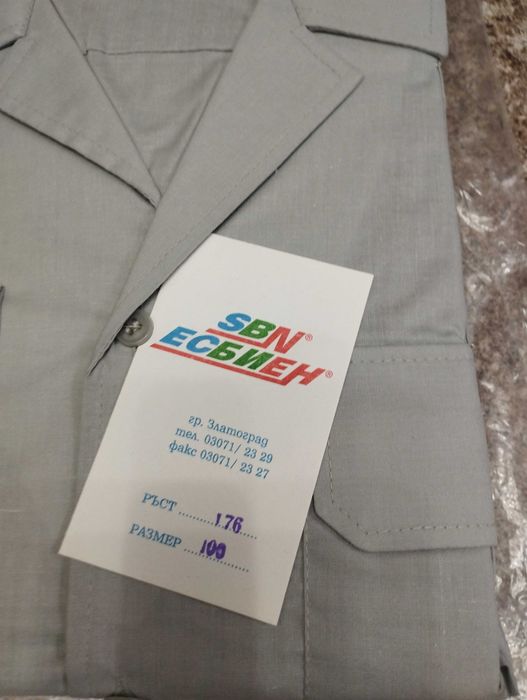 SBN®
ЕСБИЕН®
гр. Златоград
тел. 03071/ 23 29
факс 03071/ 23 27
РЪСТ ..........176.....
РАЗМЕР ....100.......